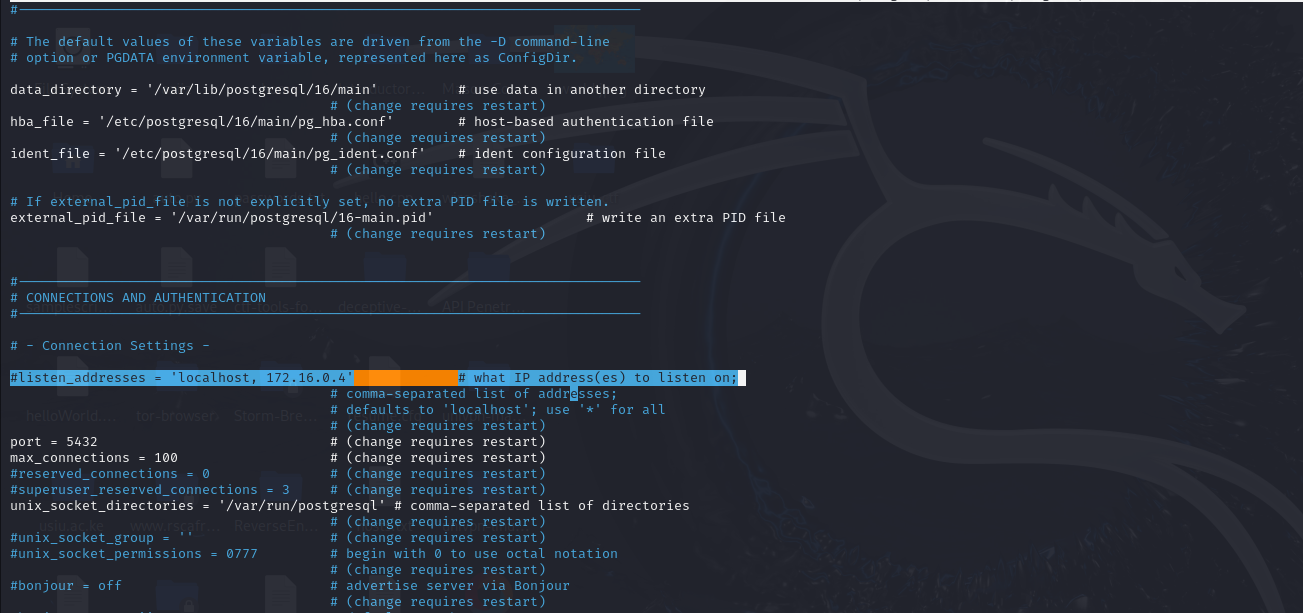 #------------------------------------------------------------------------------
# The default values of these variables are driven from the -D command-line
# option or PGDATA environment variable, represented here as ConfigDir.
data_directory = '/var/lib/postgresql/16/main'          # use data in another directory
                                        # (change requires restart)
hba_file = '/etc/postgresql/16/main/pg_hba.conf'        # host-based authentication file
                                        # (change requires restart)
ident_file = '/etc/postgresql/16/main/pg_ident.conf'    # ident configuration file
                                        # (change requires restart)
# If external_pid_file is not explicitly set, no extra PID file is written.
external_pid_file = '/var/run/postgresql/16-main.pid'                   # write an extra PID file
                                        # (change requires restart)
#------------------------------------------------------------------------------
# CONNECTIONS AND AUTHENTICATION
#------------------------------------------------------------------------------
# - Connection Settings -
#listen_addresses = 'localhost, 172.16.0.4'             # what IP address(es) to listen on;
                                        # comma-separated list of addresses;
                                        # defaults to 'localhost'; use '*' for all
                                        # (change requires restart)
port = 5432                             # (change requires restart)
max_connections = 100                   # (change requires restart)
#reserved_connections = 0               # (change requires restart)
#superuser_reserved_connections = 3     # (change requires restart)
unix_socket_directories = '/var/run/postgresql' # comma-separated list of directories
                                        # (change requires restart)
#unix_socket_group = ''                 # (change requires restart)
#unix_socket_permissions = 0777         # begin with 0 to use octal notation
                                        # (change requires restart)
#bonjour = off                          # advertise server via Bonjour
                                        # (change requires restart)